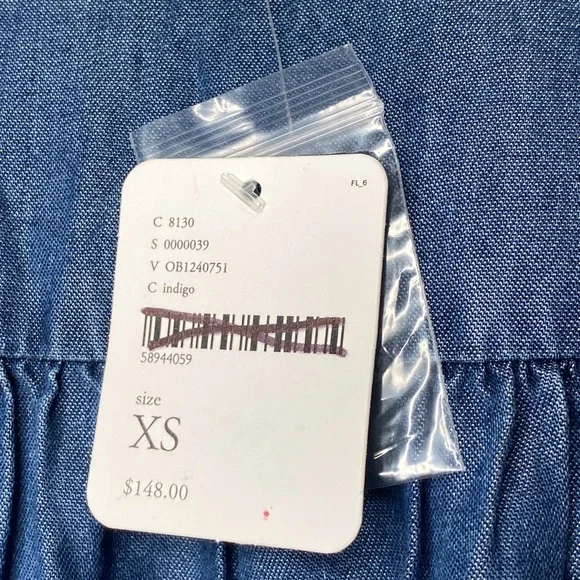 FL_6
C 8130
S 0000039
V OB1240751
C indigo
58944059
size
XS
$148.00